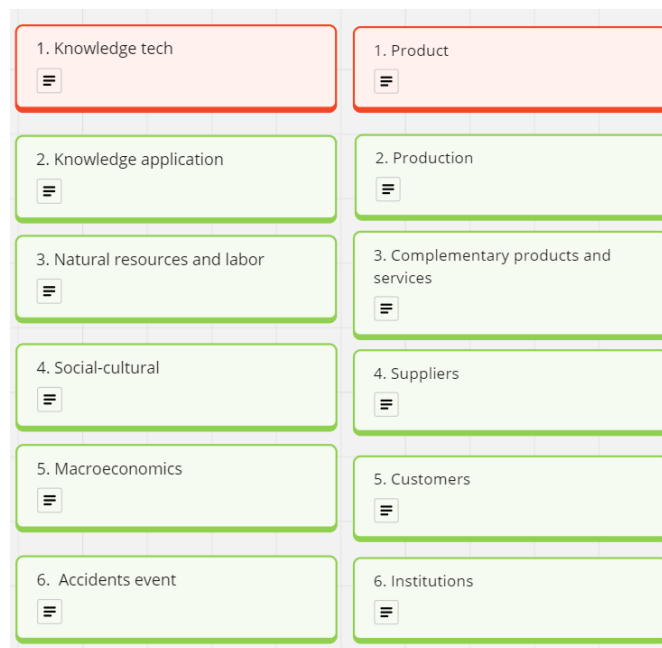 1. Knowledge tech
2. Knowledge application
3. Natural resources and labor
4. Social-cultural
5. Macroeconomics
6.  Accidents event
1. Product
2. Production
3. Complementary products and
services
4. Suppliers
5. Customers
6. Institutions